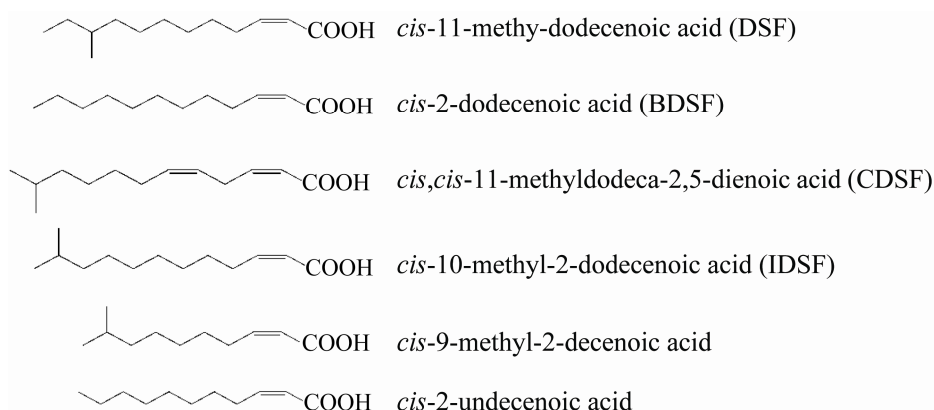 COOH cis-11-methy-dodecenoic acid (DSF)
COOH cis-2-dodecenoic acid (BDSF)
COOH cis,cis-11-methyldodeca-2,5-dienoic acid (CDSF)
COOH cis-10-methyl-2-dodecenoic acid (IDSF)
COOH cis-9-methyl-2-decenoic acid
COOH cis-2-undecenoic acid